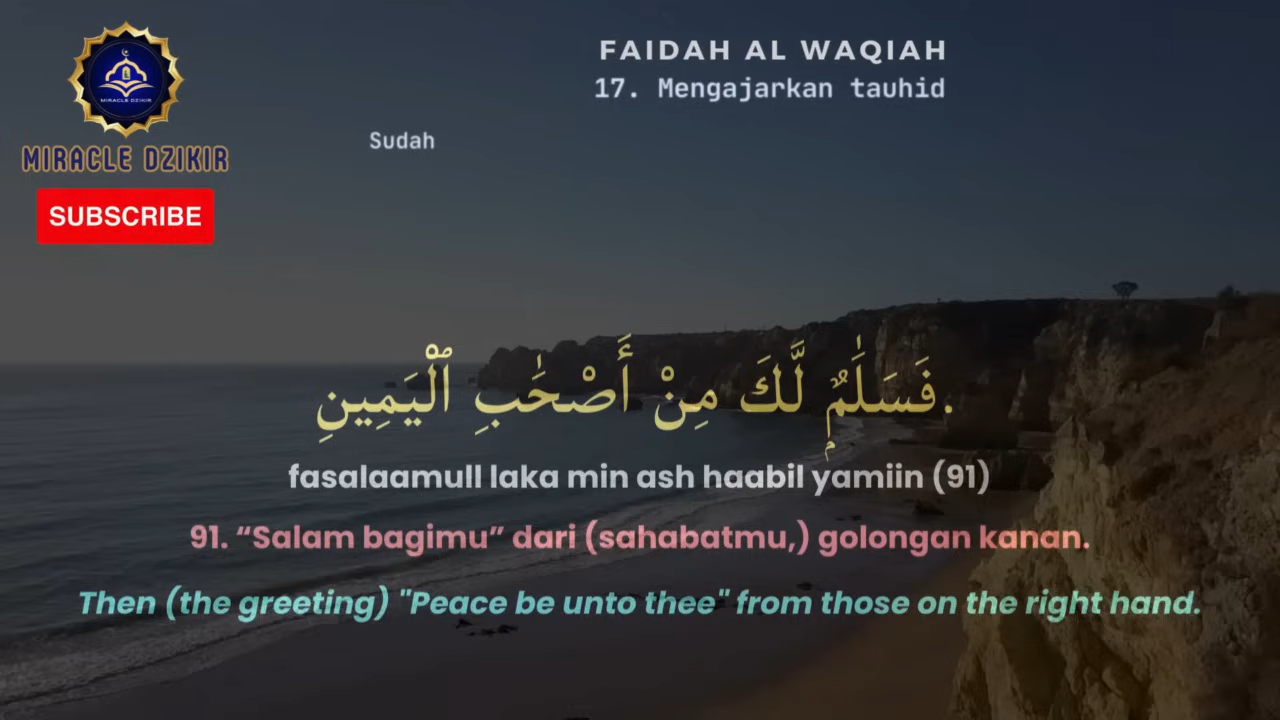 FAIDAH AL WAQIAH
17. Mengajarkan tauhid
Sudah
MIRACLE DZIKIR
MIRACLE DZIKIR
SUBSCRIBE
فَسَلَٰمٌۭ لَّكَ مِنْ أَصْحَٰبِ ٱلْيَمِينِ.
fasalaamull laka min ash haabil yamiin (91)
91. “Salam bagimu” dari (sahabatmu,) golongan kanan.
Then (the greeting) "Peace be unto thee" from those on the right hand.